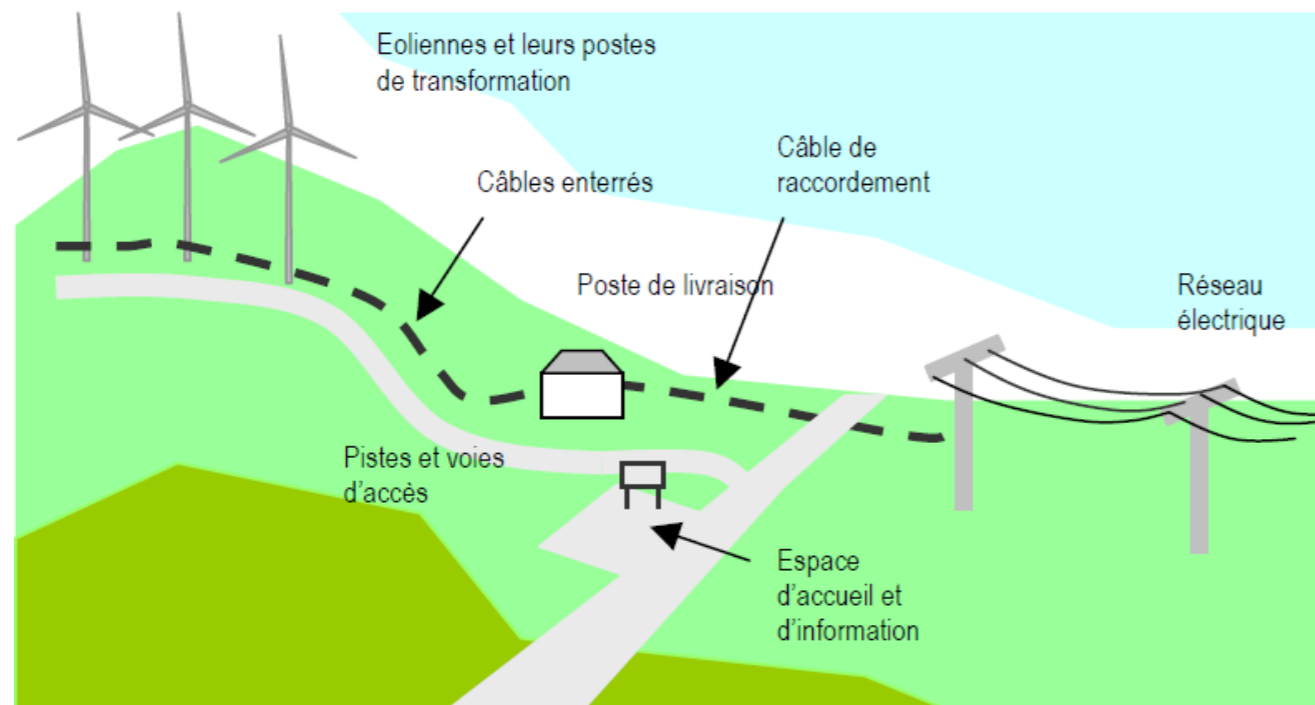 Eoliennes et leurs postes
de transformation
Câbles enterrés
Câble de
raccordement
Poste de livraison
Réseau
électrique
Pistes et voies
d’accès
Espace
d’accueil et
d’information